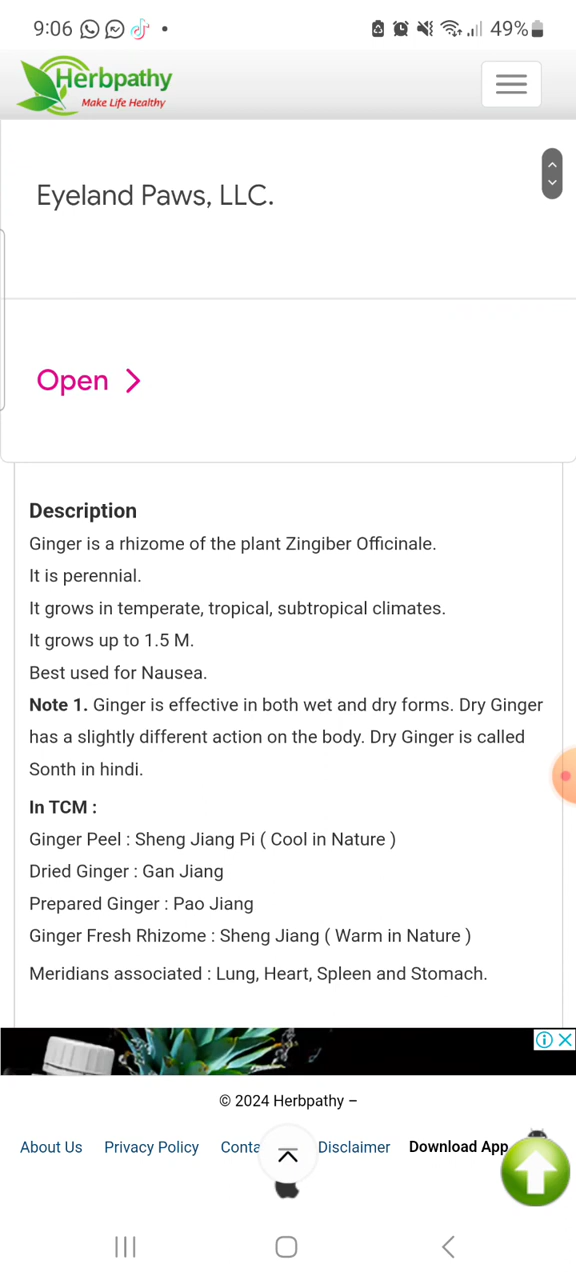 9:06
49%
Herbpathy
Make Life Healthy
Eyeland Paws, LLC.
Open
Description
Ginger is a rhizome of the plant Zingiber Officinale.
It is perennial.
It grows in temperate, tropical, subtropical climates.
It grows up to 1.5 M.
Best used for Nausea.
Note 1. Ginger is effective in both wet and dry forms. Dry Ginger
has a slightly different action on the body. Dry Ginger is called
Sonth in hindi.
In TCM :
Ginger Peel : Sheng Jiang Pi ( Cool in Nature )
Dried Ginger : Gan Jiang
Prepared Ginger : Pao Jiang
Ginger Fresh Rhizome : Sheng Jiang ( Warm in Nature )
Meridians associated : Lung, Heart, Spleen and Stomach.
© 2024 Herbpathy –
About Us Privacy Policy Conta Disclaimer Download App